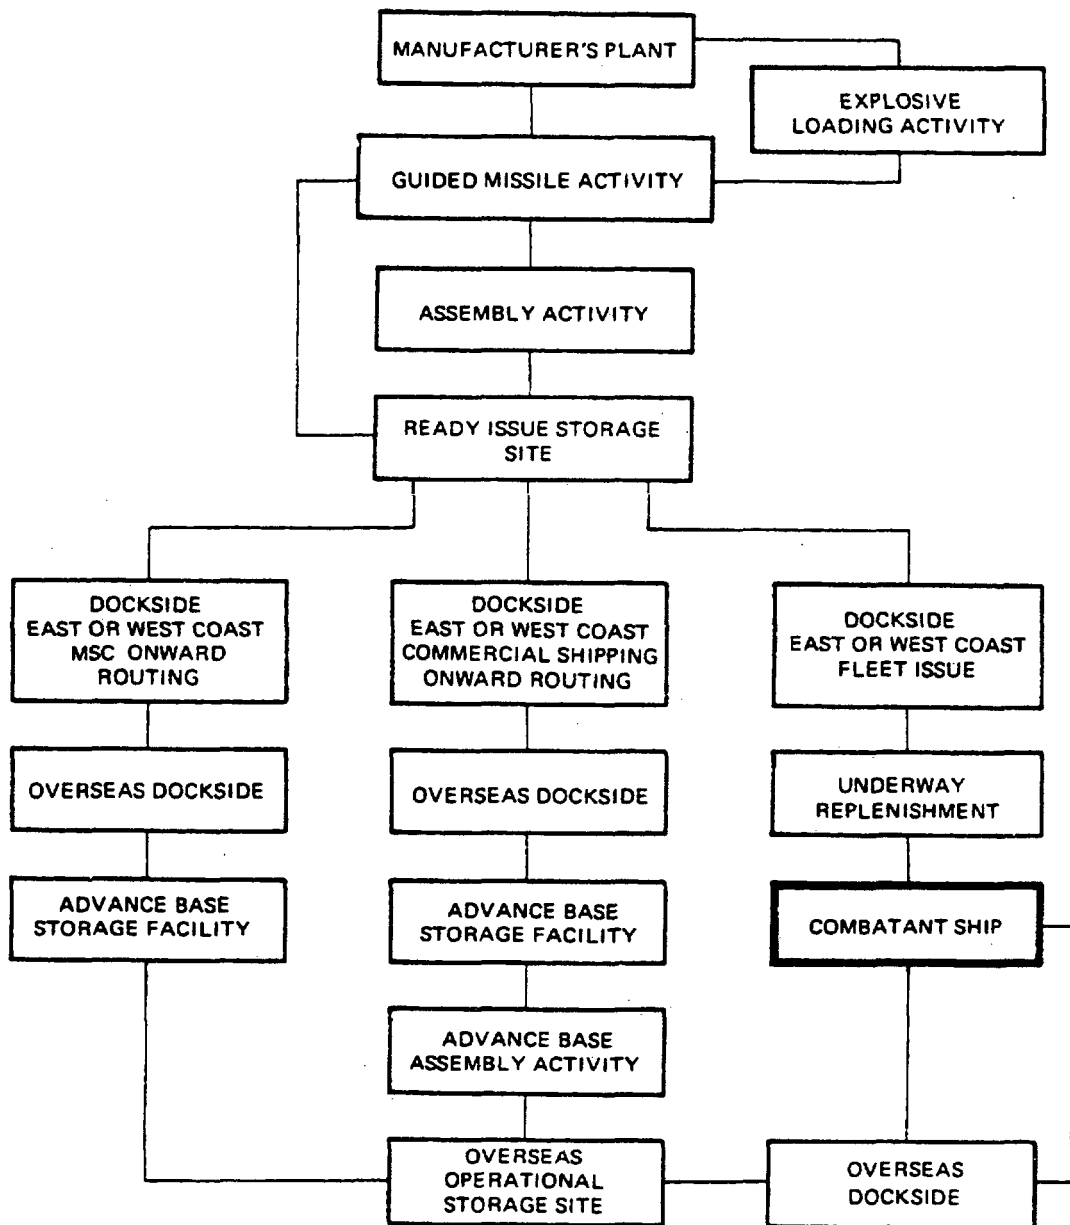 MANUFACTURER'S PLANT
EXPLOSIVE
LOADING ACTIVITY
GUIDED MISSILE ACTIVITY
ASSEMBLY ACTIVITY
READY ISSUE STORAGE
SITE
DOCKSIDE
EAST OR WEST COAST
MSC ONWARD
ROUTING
DOCKSIDE
EAST OR WEST COAST
COMMERCIAL SHIPPING
ONWARD ROUTING
DOCKSIDE
EAST OR WEST COAST
FLEET ISSUE
OVERSEAS DOCKSIDE
OVERSEAS DOCKSIDE
UNDERWAY
REPLENISHMENT
ADVANCE BASE
STORAGE FACILITY
ADVANCE BASE
STORAGE FACILITY
COMBATANT SHIP
ADVANCE BASE
ASSEMBLY ACTIVITY
OVERSEAS
OPERATIONAL
STORAGE SITE
OVERSEAS
DOCKSIDE